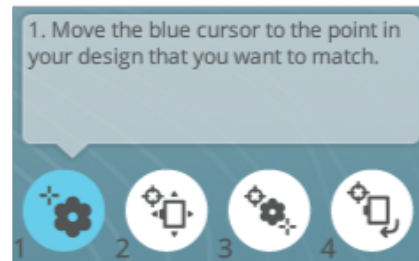 1. Move the blue cursor to the point in
your design that you want to match.
1 2 3 4